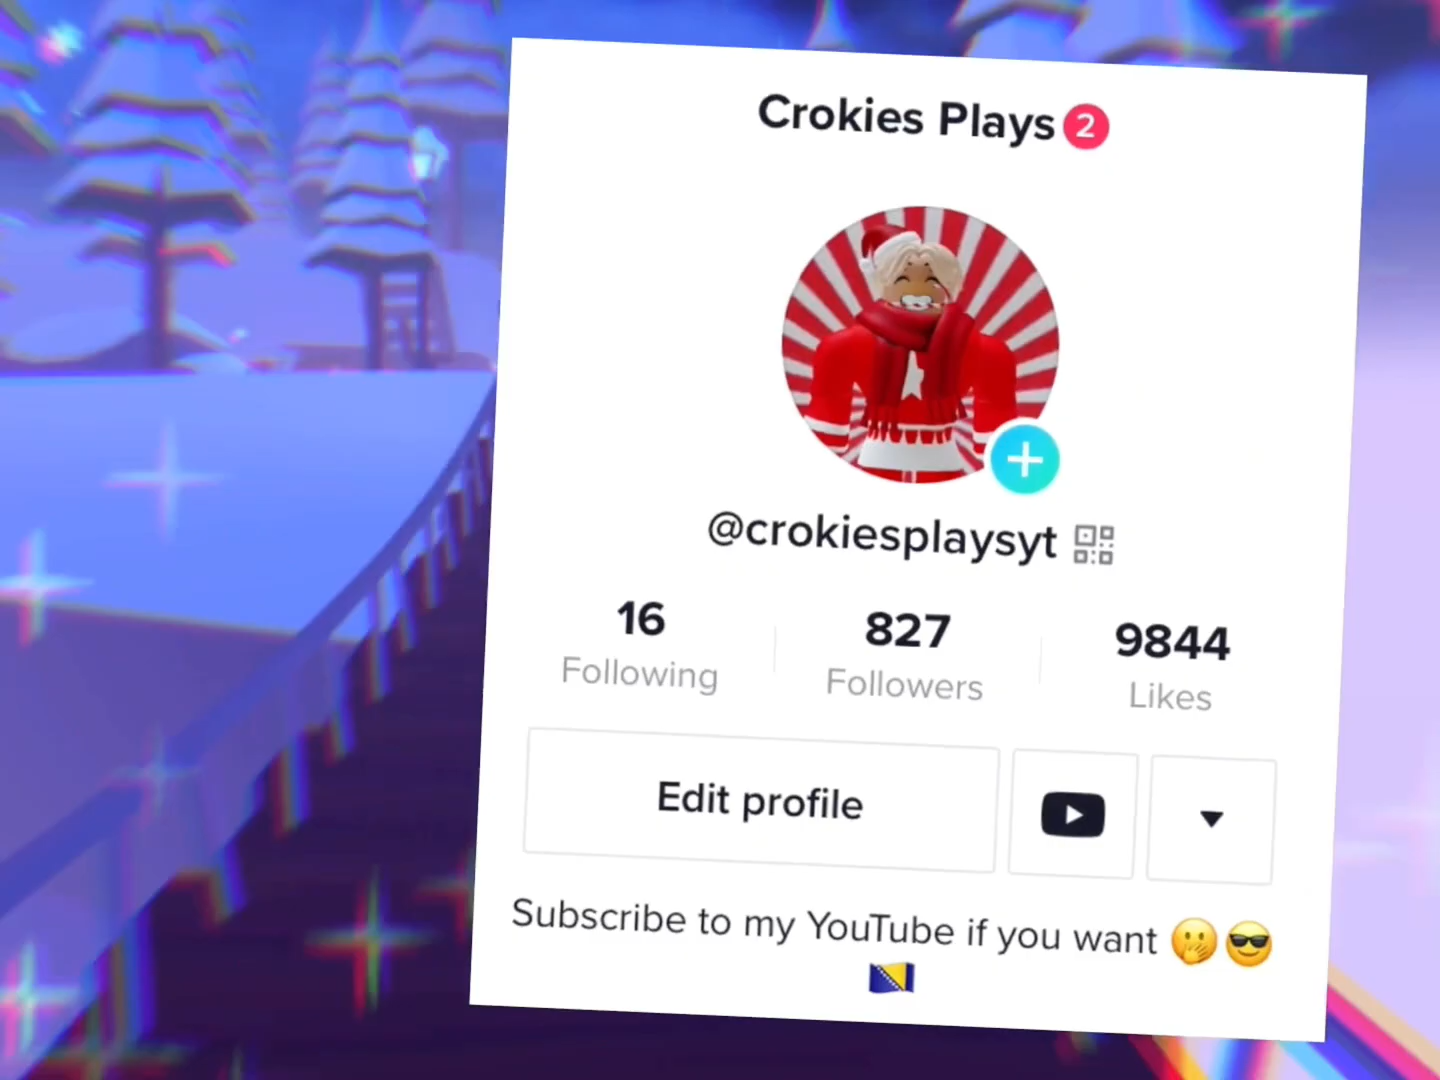 Crokies Plays 2
@crokiesplaysyt
16 827 9844
Following Followers Likes
Edit profile
Subscribe to my YouTube if you want 🫢😎
🇧🇦